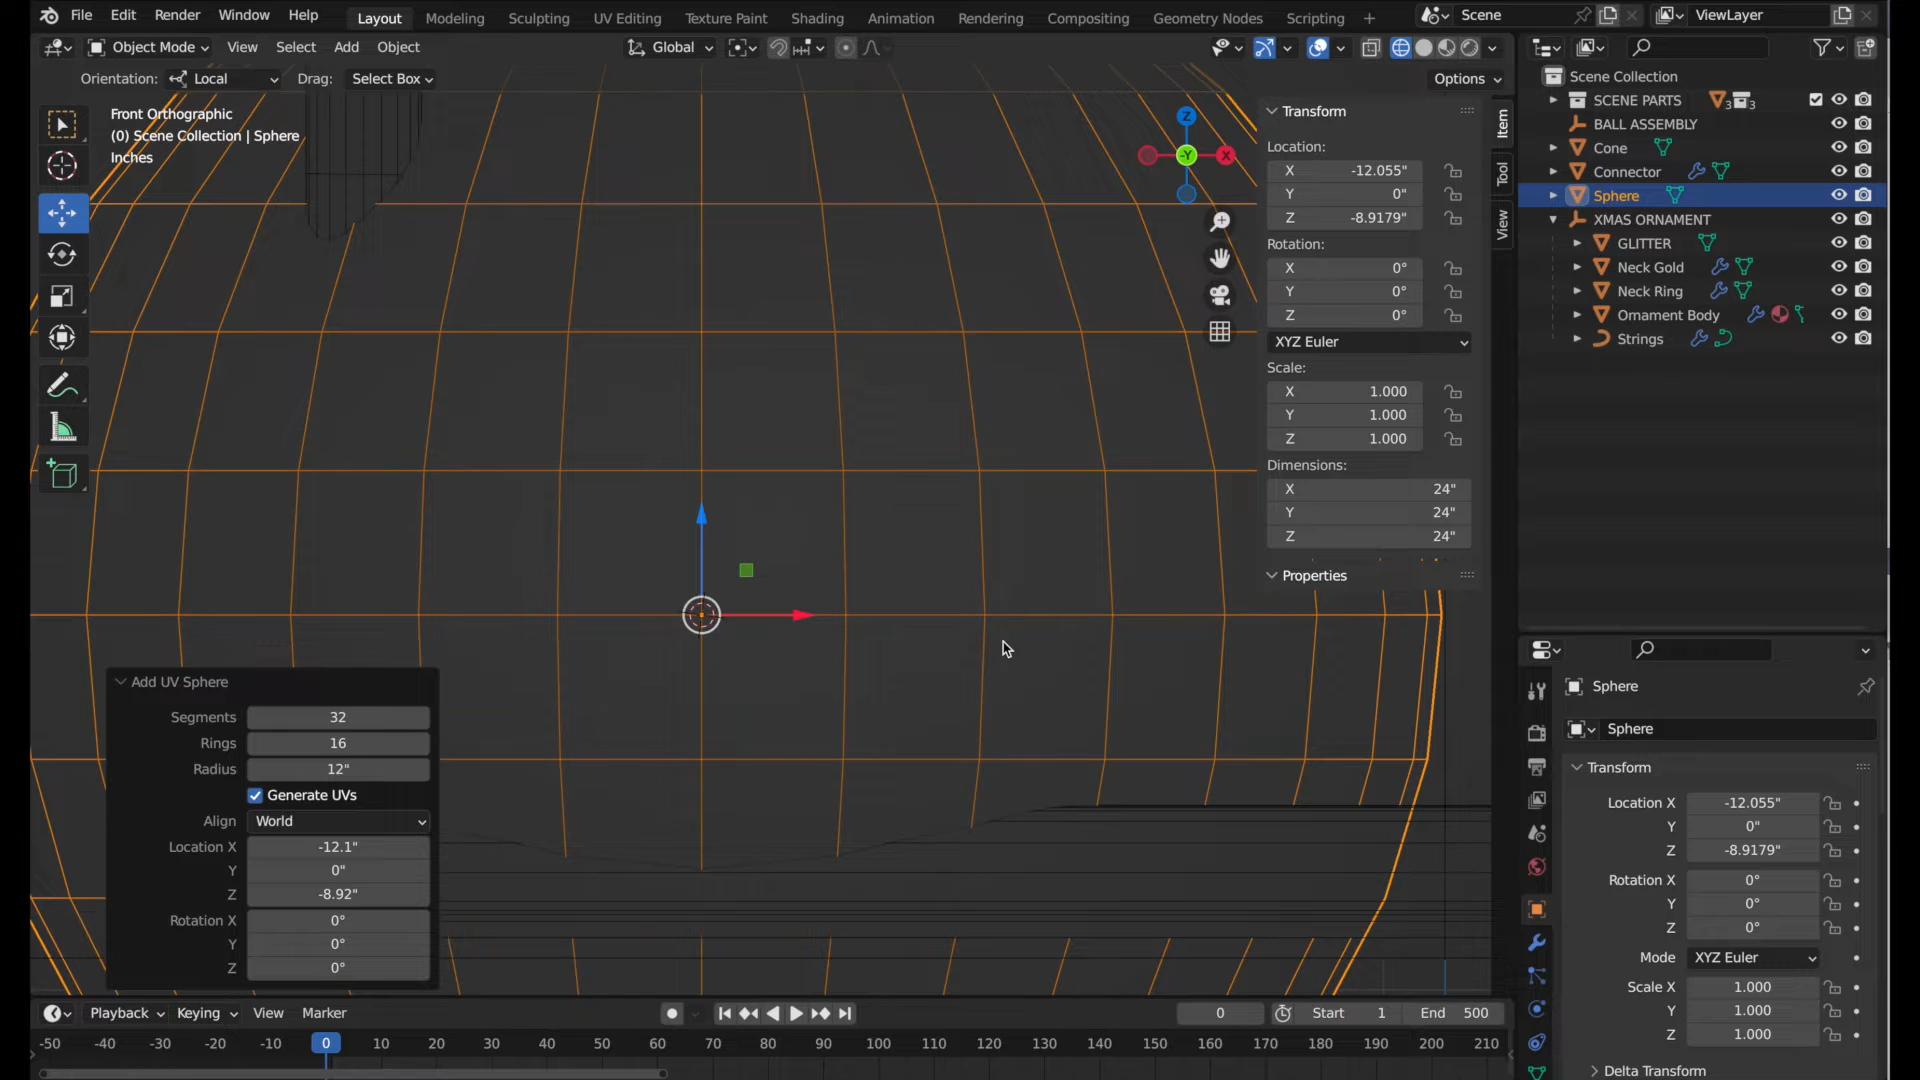 File Edit Render Window Help Layout Modeling Sculpting UV Editing Texture Paint Shading Animation Rendering Compositing Geometry Nodes Scripting + Scene ViewLayer
Object Mode View Select Add Object Global
Orientation: Local Drag: Select Box Options
Front Orthographic
(0) Scene Collection | Sphere
Inches
Z
-Y
X
Transform
Location:
X -12.055"
Y 0"
Z -8.9179"
Rotation:
X 0°
Y 0°
Z 0°
XYZ Euler
Scale:
X 1.000
Y 1.000
Z 1.000
Dimensions:
X 24"
Y 24"
Z 24"
Properties
Item
Tool
View
Scene Collection
SCENE PARTS 3 3
BALL ASSEMBLY
Cone
Connector
Sphere
XMAS ORNAMENT
GLITTER
Neck Gold
Neck Ring
Ornament Body
Strings
Add UV Sphere
Segments 32
Rings 16
Radius 12"
Generate UVs
Align World
Location X -12.1"
Y 0"
Z -8.92"
Rotation X 0°
Y 0°
Z 0°
Sphere
Sphere
Transform
Location X -12.055"
Y 0"
Z -8.9179"
Rotation X 0°
Y 0°
Z 0°
Mode XYZ Euler
Scale X 1.000
Y 1.000
Z 1.000
Delta Transform
Playback Keying View Marker 0 Start 1 End 500
-50 -40 -30 -20 -10 0 10 20 30 40 50 60 70 80 90 100 110 120 130 140 150 160 170 180 190 200 210